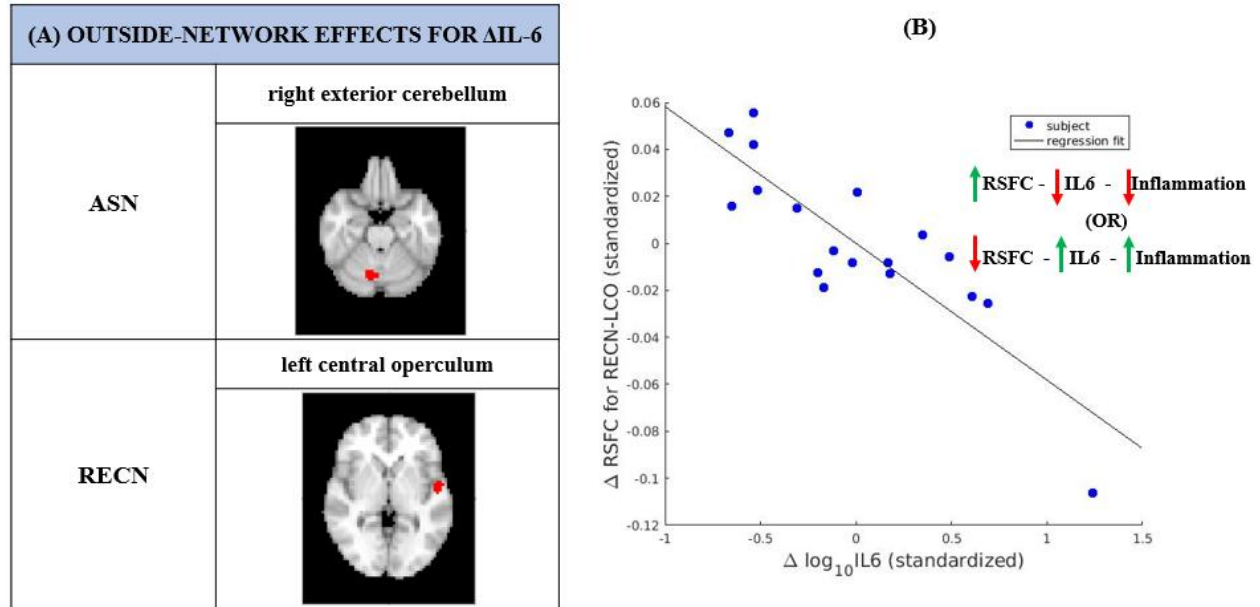 (A) OUTSIDE-NETWORK EFFECTS FOR ΔIL-6
ASN
right exterior cerebellum
RECN
left central operculum
(B)
0.06
0.04
0.02
0
-0.02
-0.04
-0.06
-0.08
-0.1
-0.12
Δ RSFC for RECN-LCO (standardized)
-1
-0.5
0
0.5
1
1.5
Δ log10IL6 (standardized)
subject
regression fit
↑RSFC - ↓IL6 - ↓Inflammation
(OR)
↓RSFC - ↑IL6 - ↑Inflammation